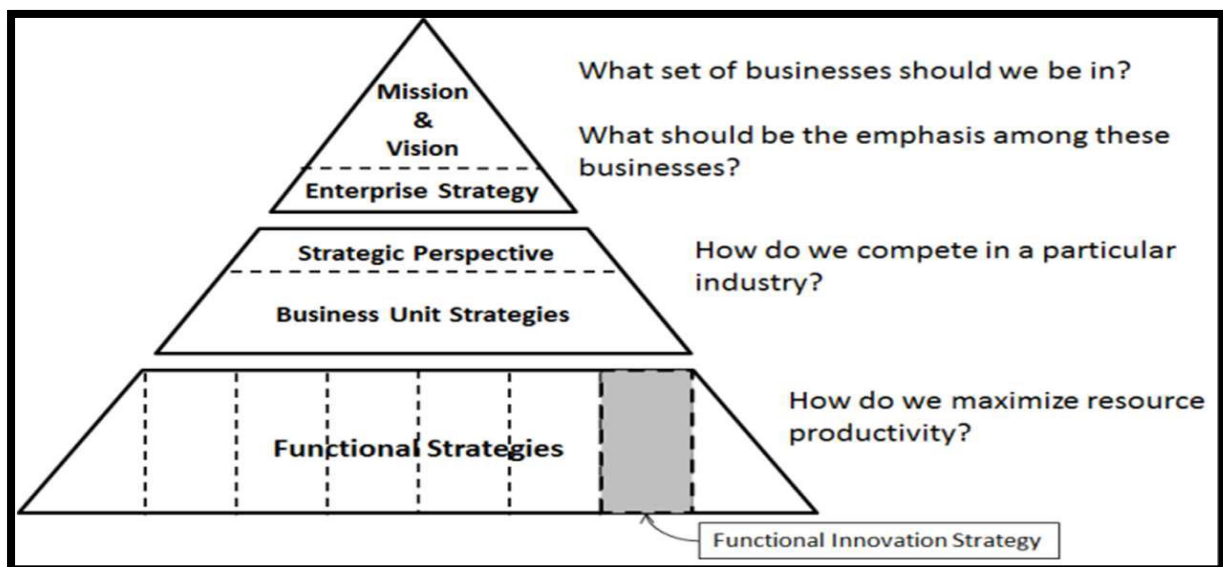 What set of businesses should we be in?
Mission
&
Vision
What should be the emphasis among these
businesses?
Enterprise Strategy
Strategic Perspective
How do we compete in a particular
industry?
Business Unit Strategies
How do we maximize resource
productivity?
Functional Strategies
Functional Innovation Strategy